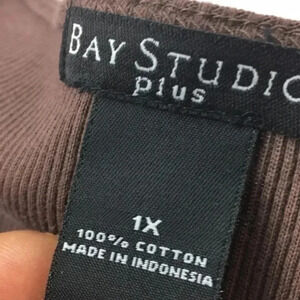 BAY STUDIO
plus
1X
100% COTTON
MADE IN INDONESIA